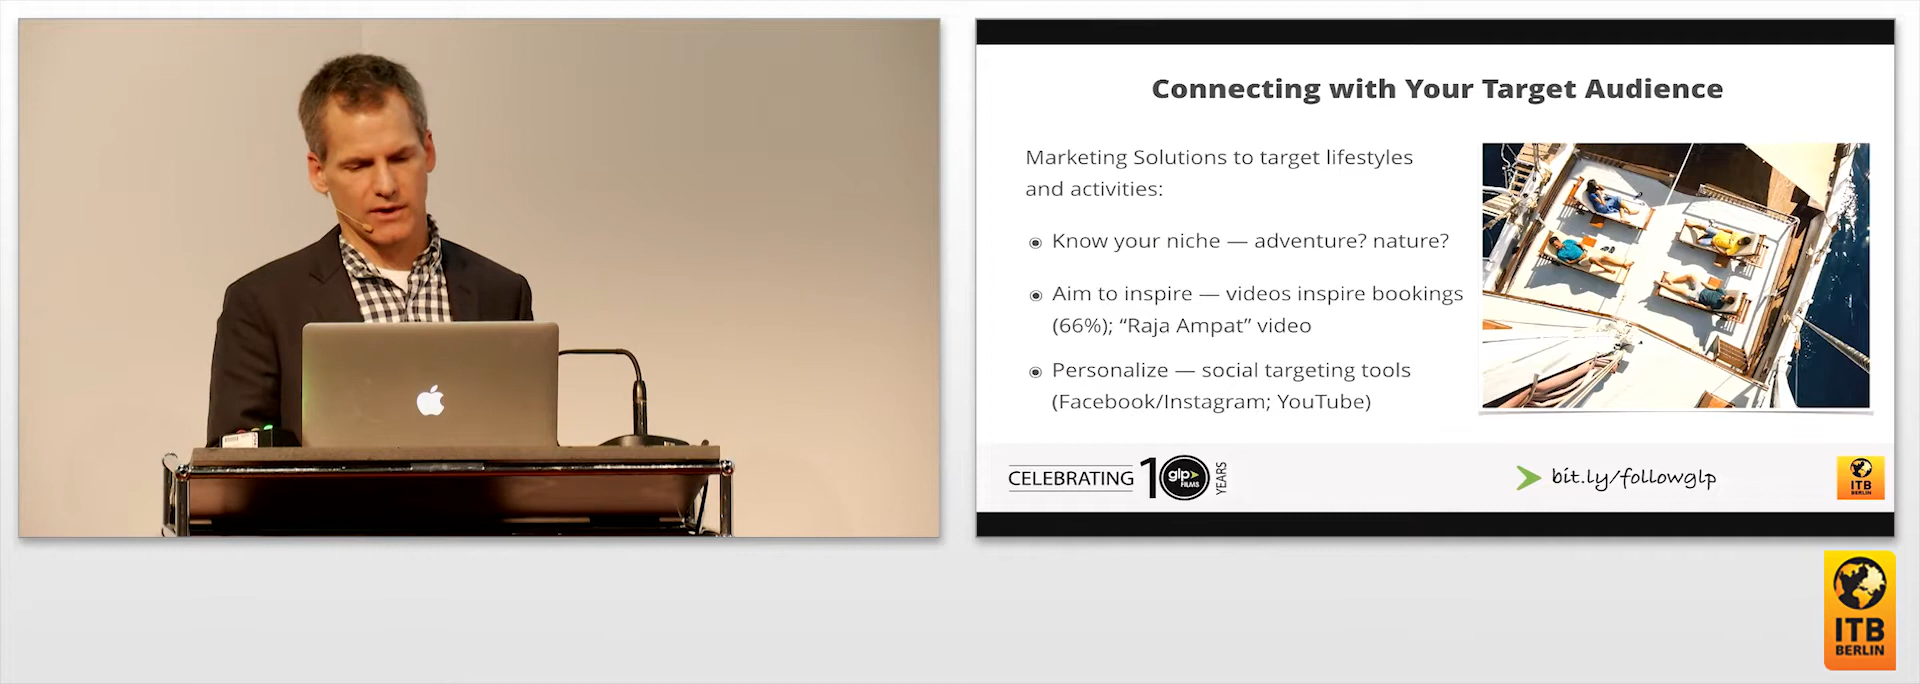 Connecting with Your Target Audience
Marketing Solutions to target lifestyles
and activities:
Know your niche — adventure? nature?
Aim to inspire — videos inspire bookings
(66%); “Raja Ampat” video
Personalize — social targeting tools
(Facebook/Instagram; YouTube)
CELEBRATING 10 YEARS
glp
FILMS
bit.ly/followglp
ITB
BERLIN
ITB
BERLIN